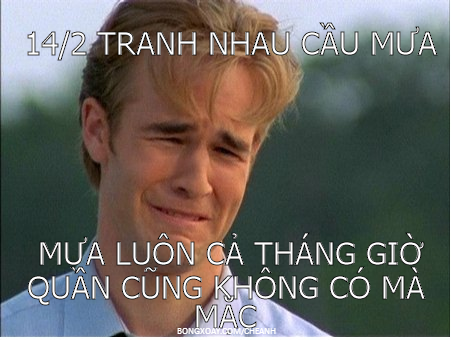 14/2 TRANH NHAU CẦU MƯA
MƯA LUÔN CẢ THÁNG GIỜ
QUẦN CŨNG KHÔNG CÓ MÀ
MẶC
BONGXOAY.COM/CHEANH